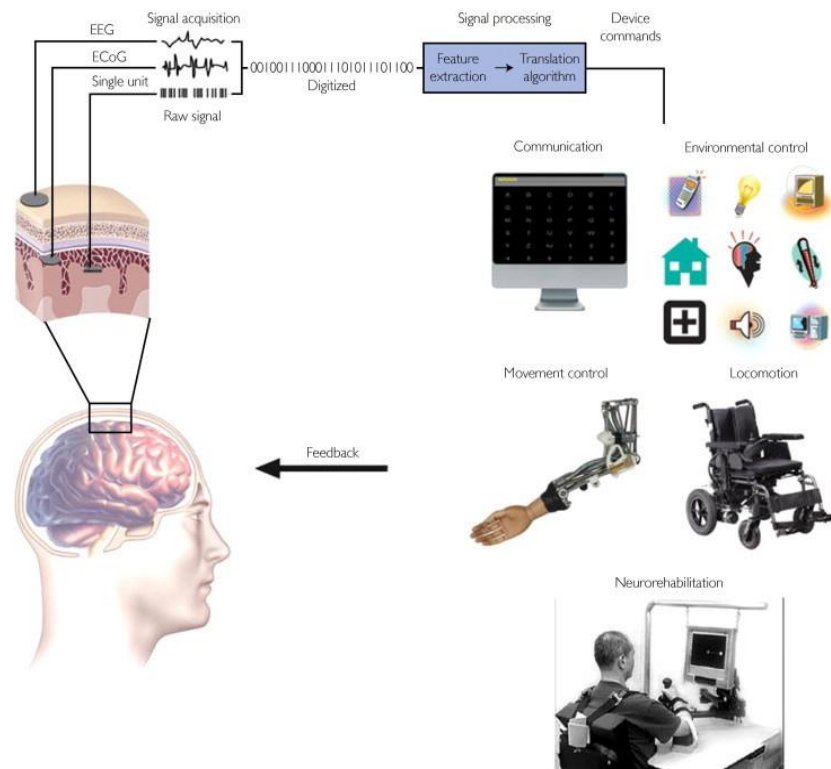 Signal acquisition
EEG
ECoG
Single unit
Raw signal
001001110001110101110101100
Digitized
Signal processing
Feature
extraction
Translation
algorithm
Device
commands
Communication
Environmental control
Movement control
Locomotion
Feedback
Neurorehabilitation